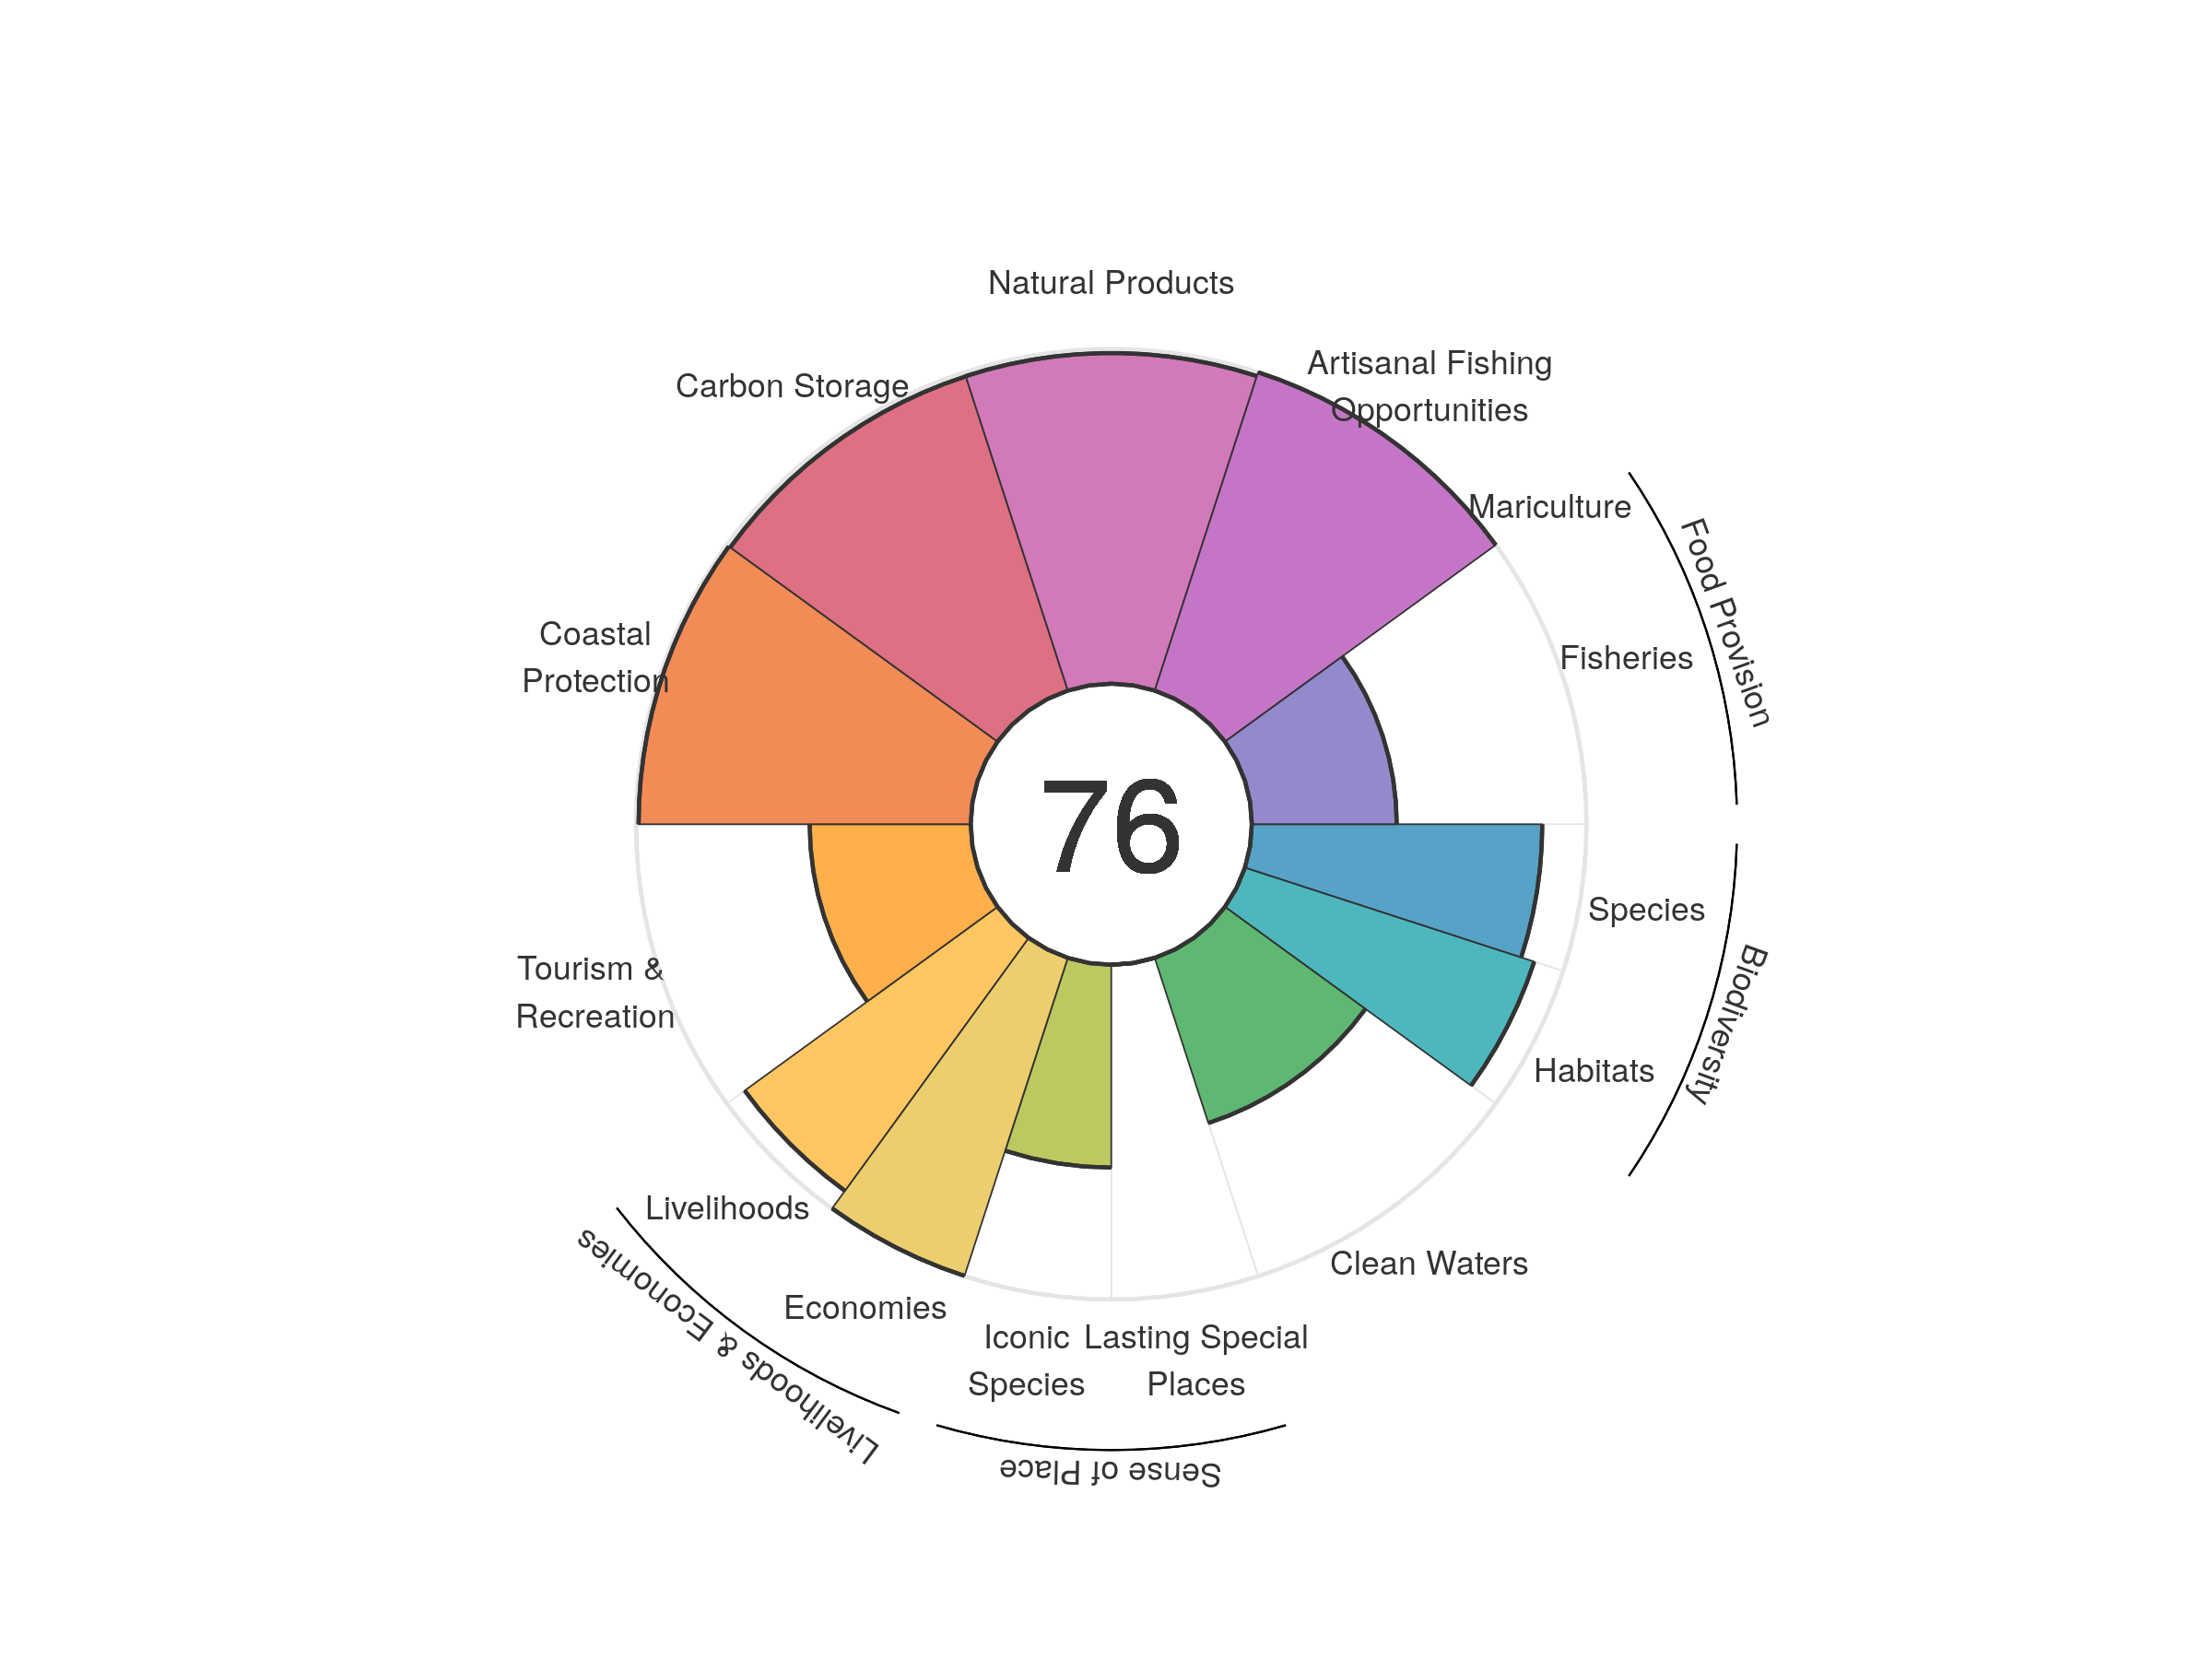 Natural Products
Artisanal Fishing
Opportunities
Carbon Storage
Mariculture
Food Provision
Fisheries
Coastal
Protection
76
Species
Biodiversity
Tourism &
Recreation
Habitats
Livelihoods
Clean Waters
Livelihoods & Economies
Economies
Iconic
Species
Lasting Special
Places
Sense of Place